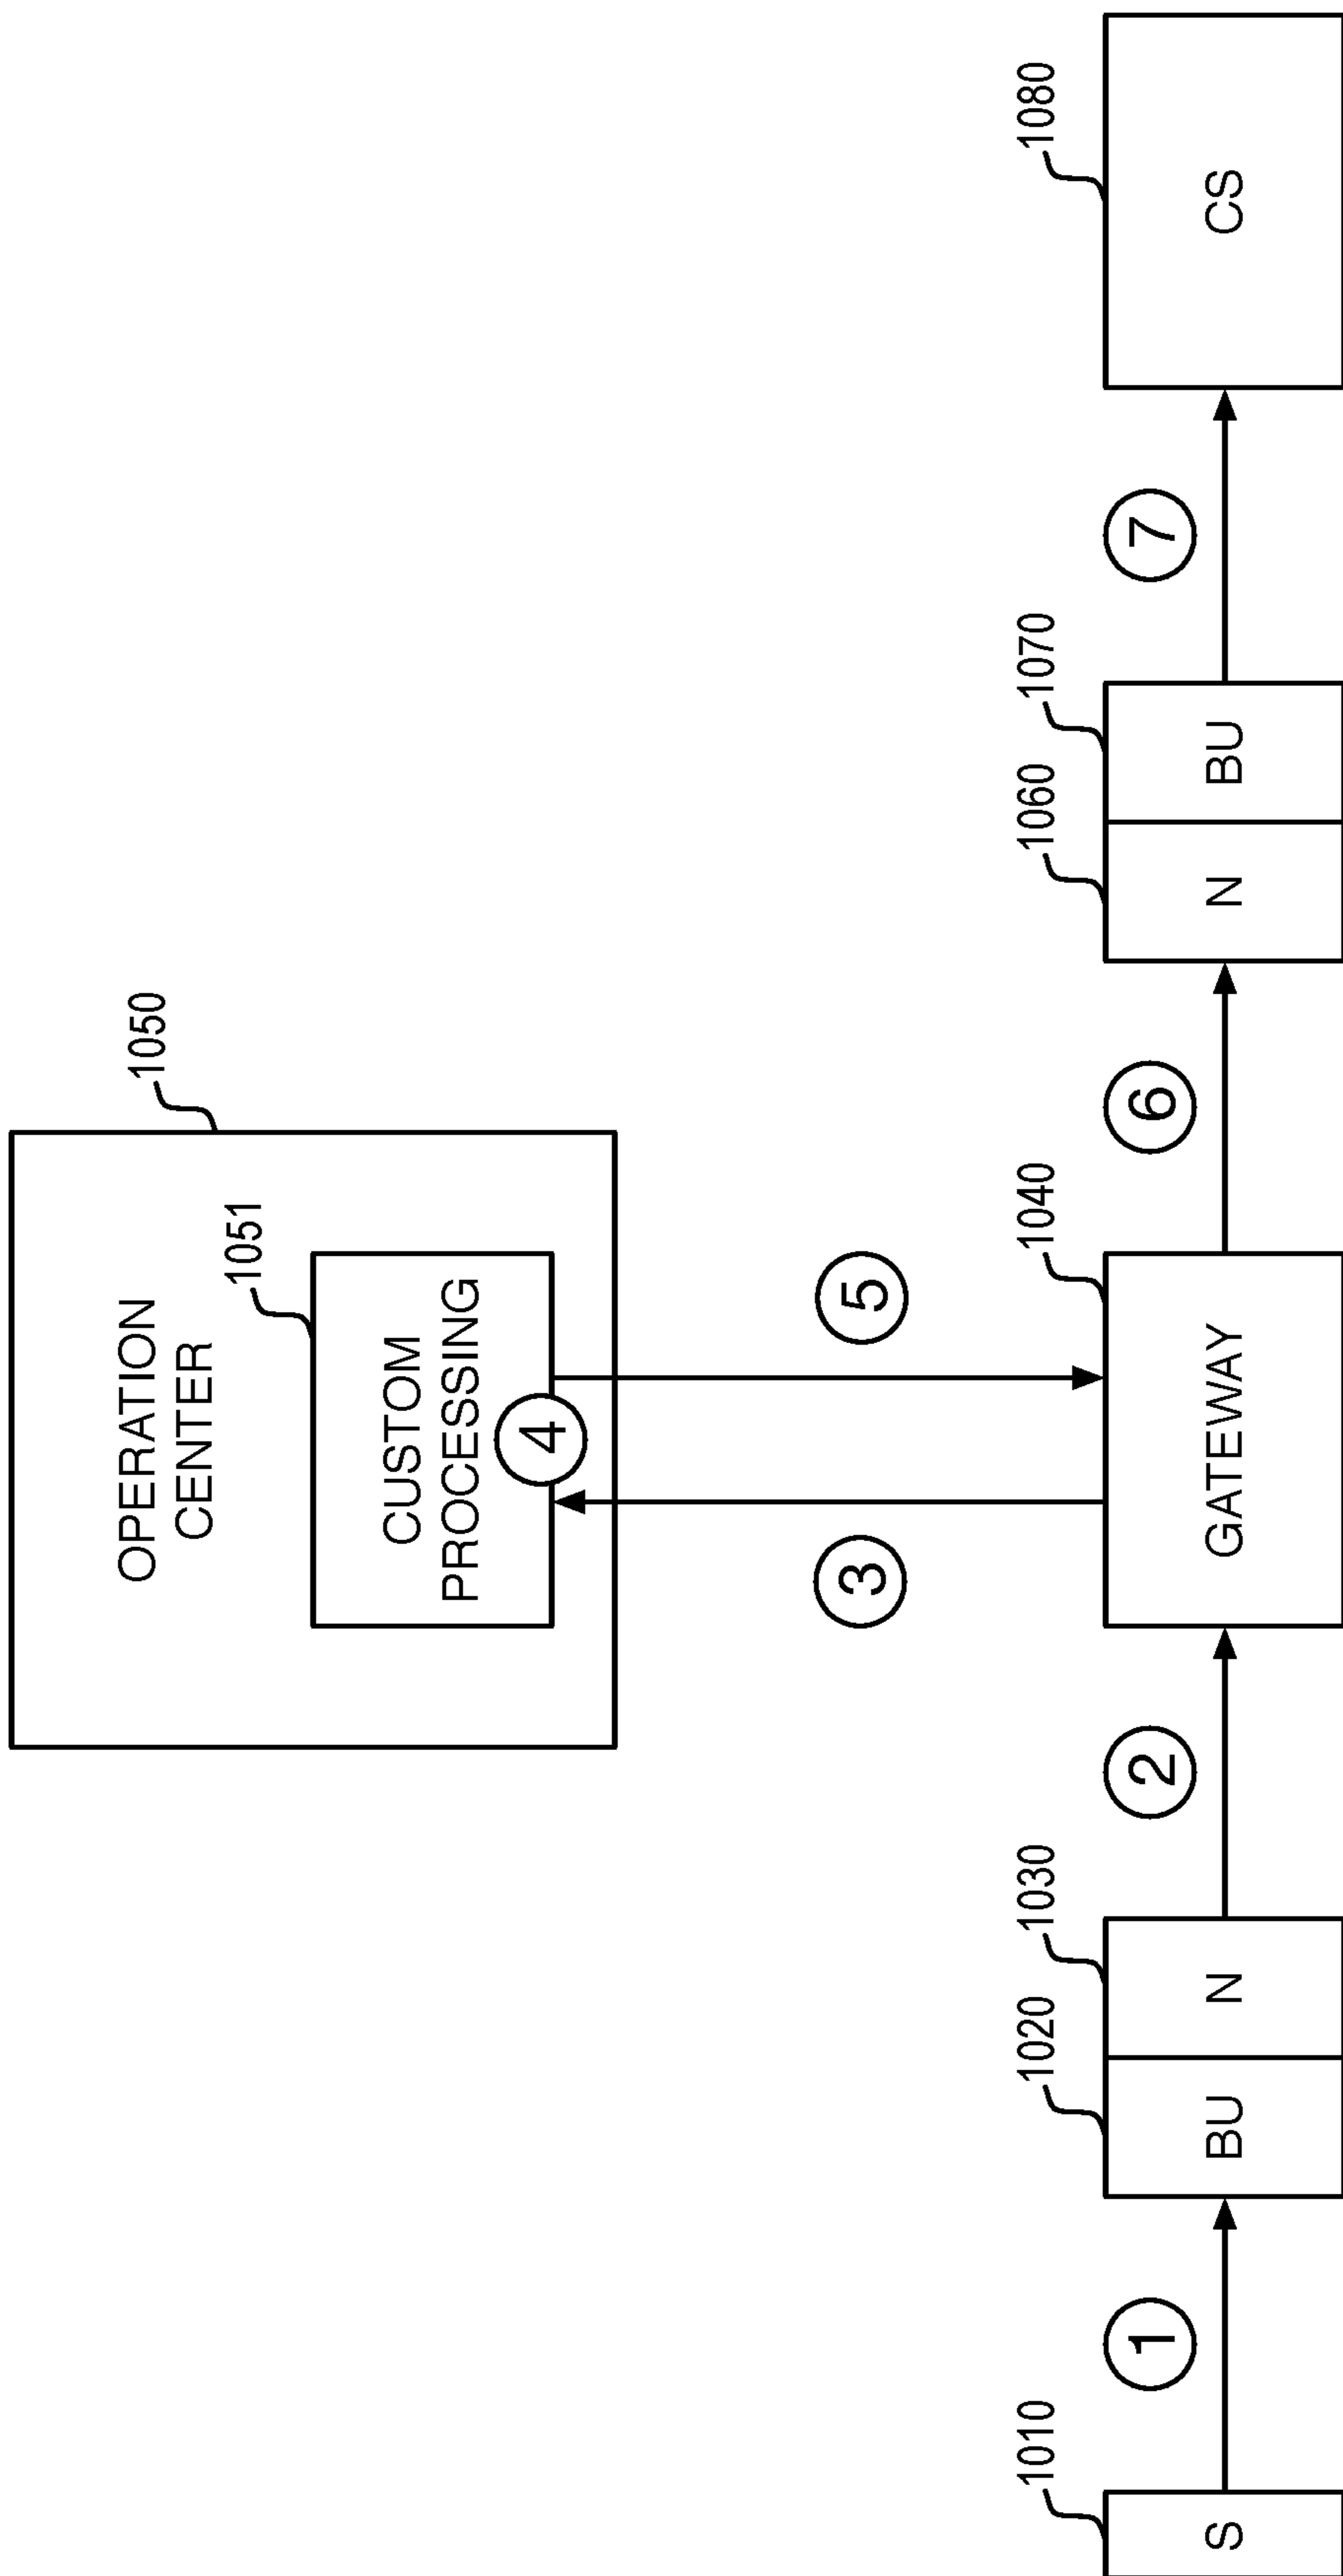 1050
OPERATION
CENTER
1051
CUSTOM
PROCESSING
4
3
5
1010
S
1
1020
BU
1030
N
2
1040
GATEWAY
6
1060
N
1070
BU
7
1080
CS